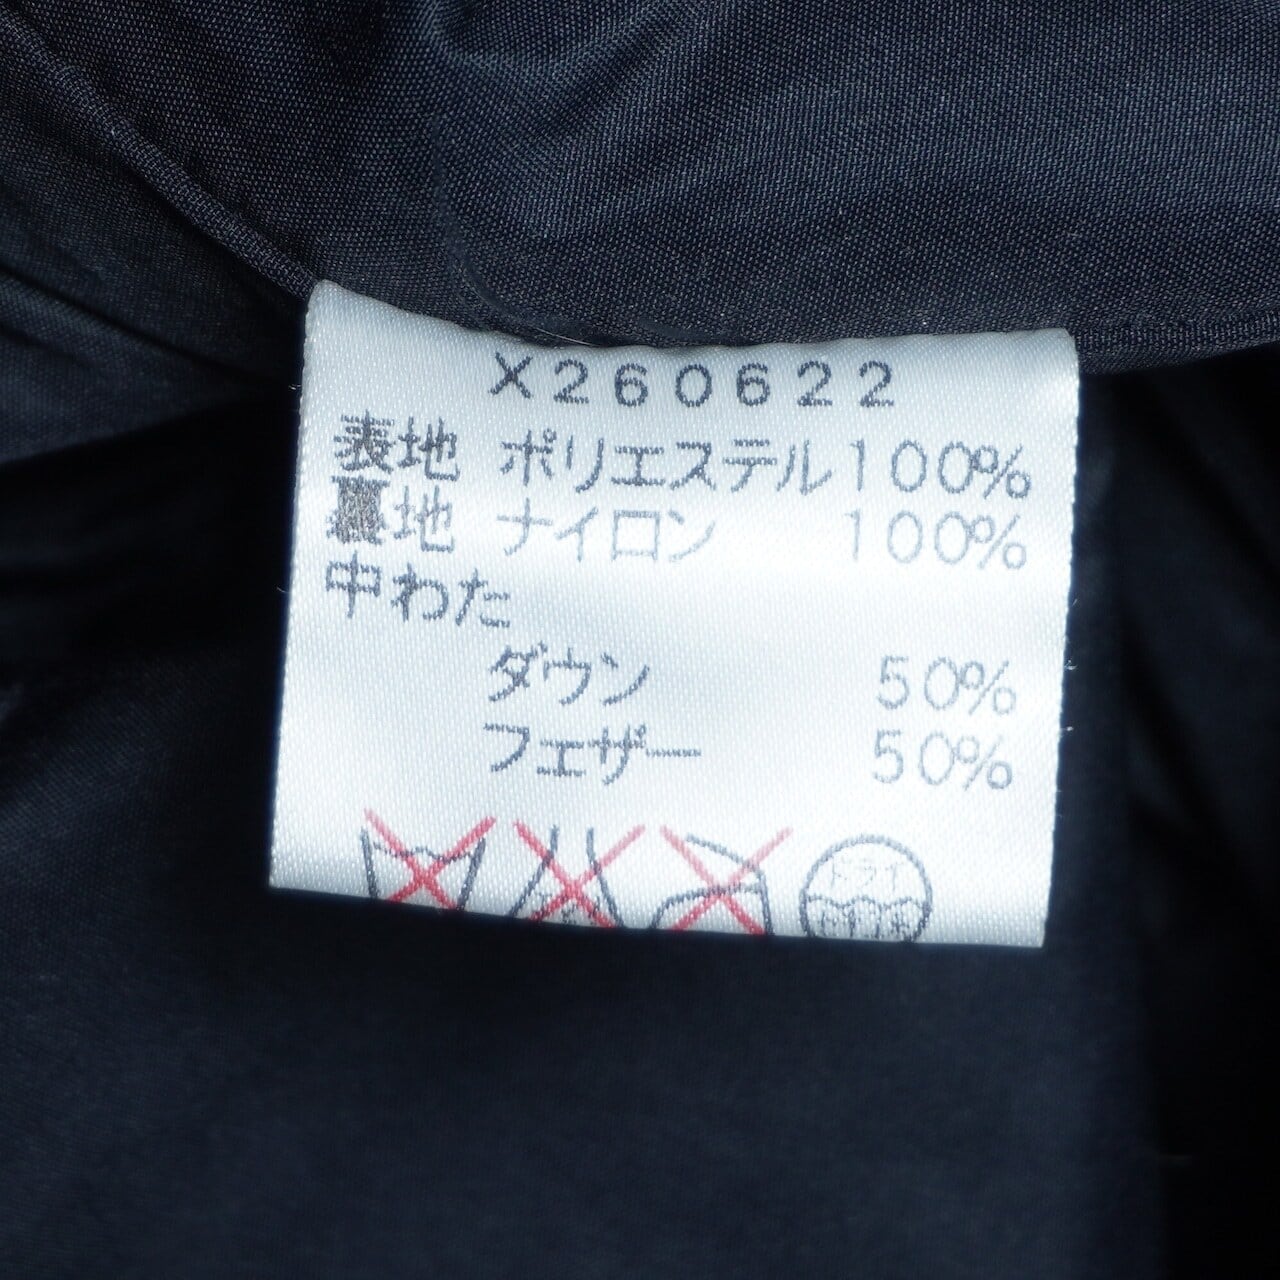 X260622
表地 ポリエステル100%
裏地 ナイロン 100%
中わた
ダウン 50%
フェザー 50%
ドライ